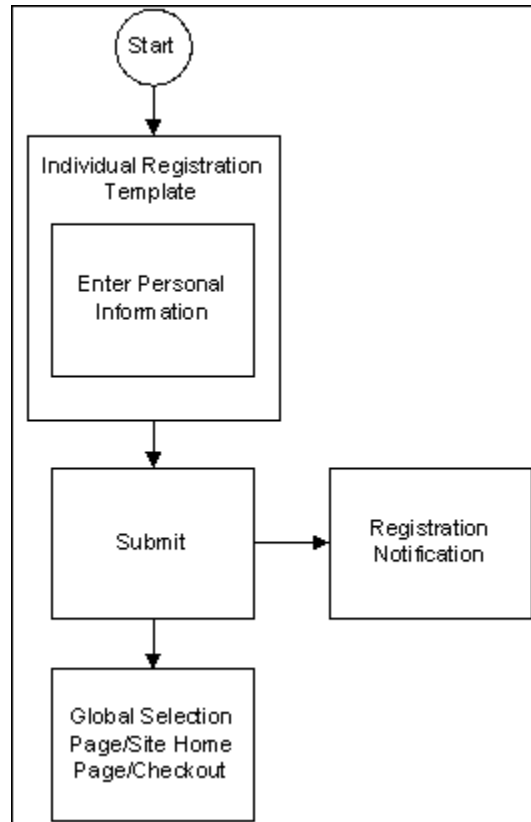 Start
Individual Registration
Template
Enter Personal
Information
Submit
Registration
Notification
Global Selection
Page/Site Home
Page/Checkout